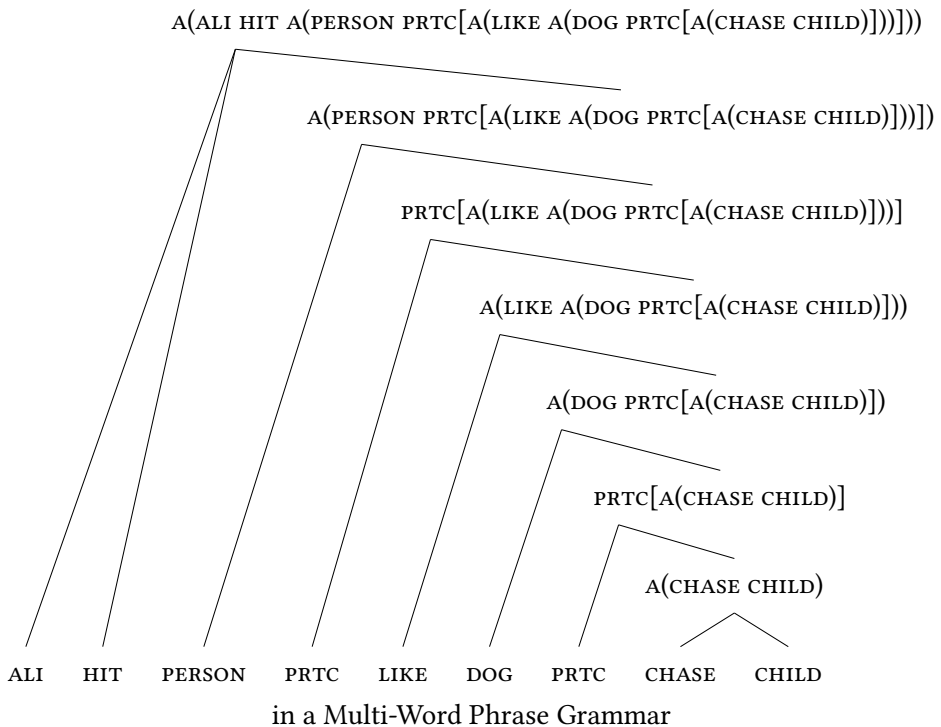 A(ALI HIT A(PERSON PRTC[A(LIKE A(DOG PRTC[A(CHASE CHILD)]))]))
A(PERSON PRTC[A(LIKE A(DOG PRTC[A(CHASE CHILD)]))])
PRTC[A(LIKE A(DOG PRTC[A(CHASE CHILD)]))]
A(LIKE A(DOG PRTC[A(CHASE CHILD)]))
A(DOG PRTC[A(CHASE CHILD)])
PRTC[A(CHASE CHILD)]
A(CHASE CHILD)
ALI HIT PERSON PRTC LIKE DOG PRTC CHASE CHILD
in a Multi-Word Phrase Grammar